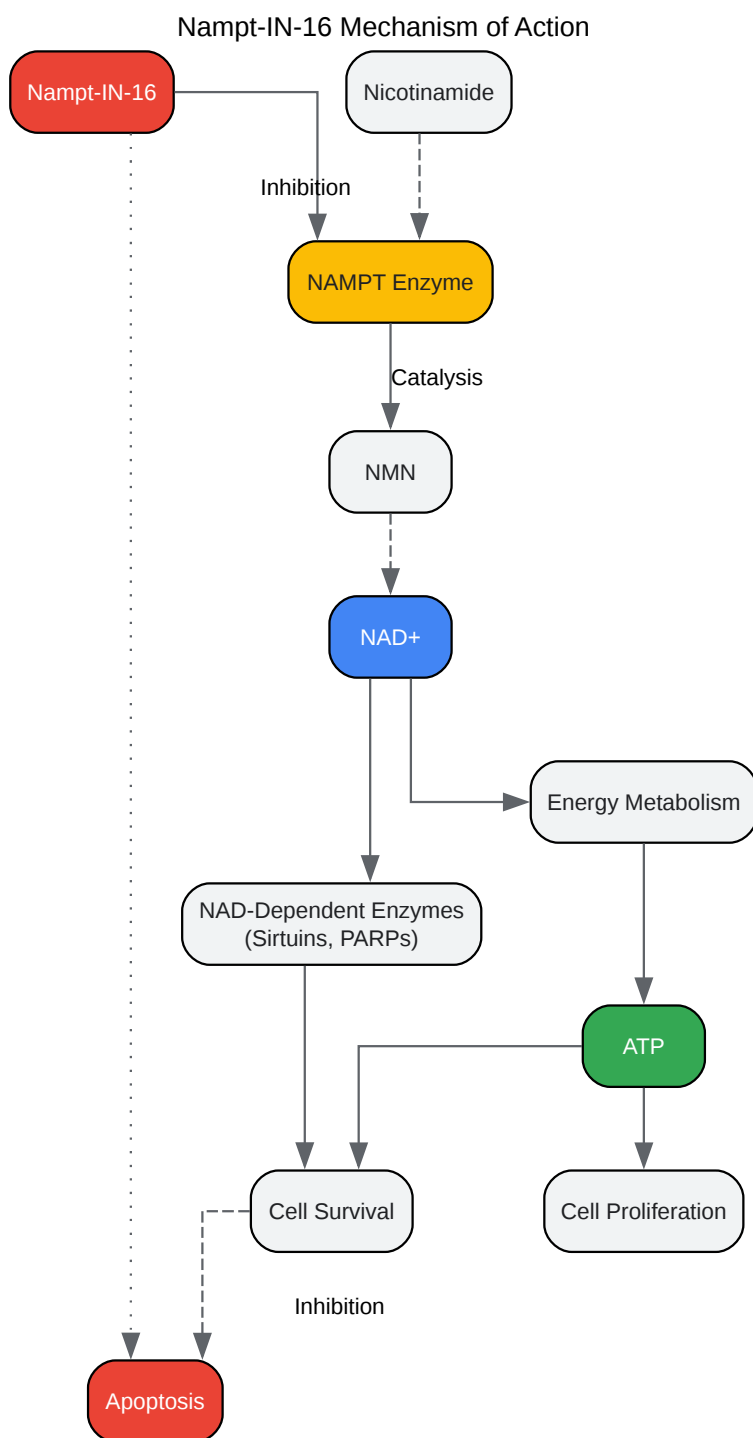 Nampt-IN-16 Mechanism of Action
Nampt-IN-16
Nicotinamide
Inhibition
NAMPT Enzyme
Catalysis
NMN
NAD+
Energy Metabolism
NAD-Dependent Enzymes
(Sirtuins, PARPs)
ATP
Cell Survival
Cell Proliferation
Inhibition
Apoptosis